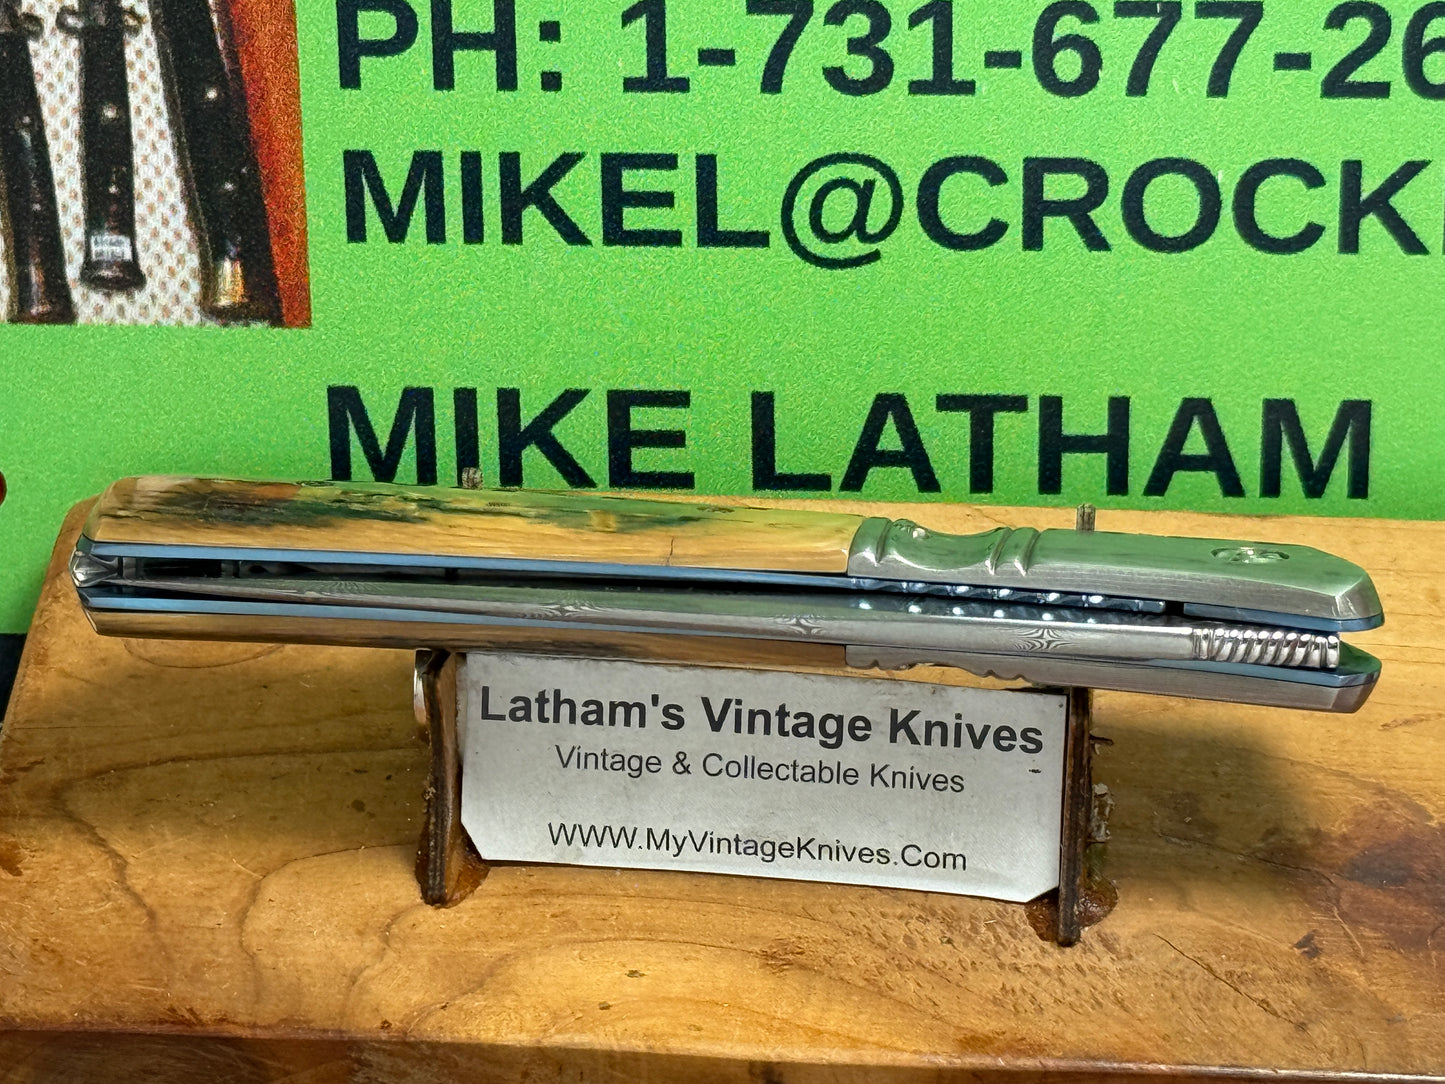 PH: 1-731-677-26
MIKEL@CROCK
MIKE LATHAM
Latham's Vintage Knives
Vintage & Collectable Knives
WWW.MyVintageKnives.Com